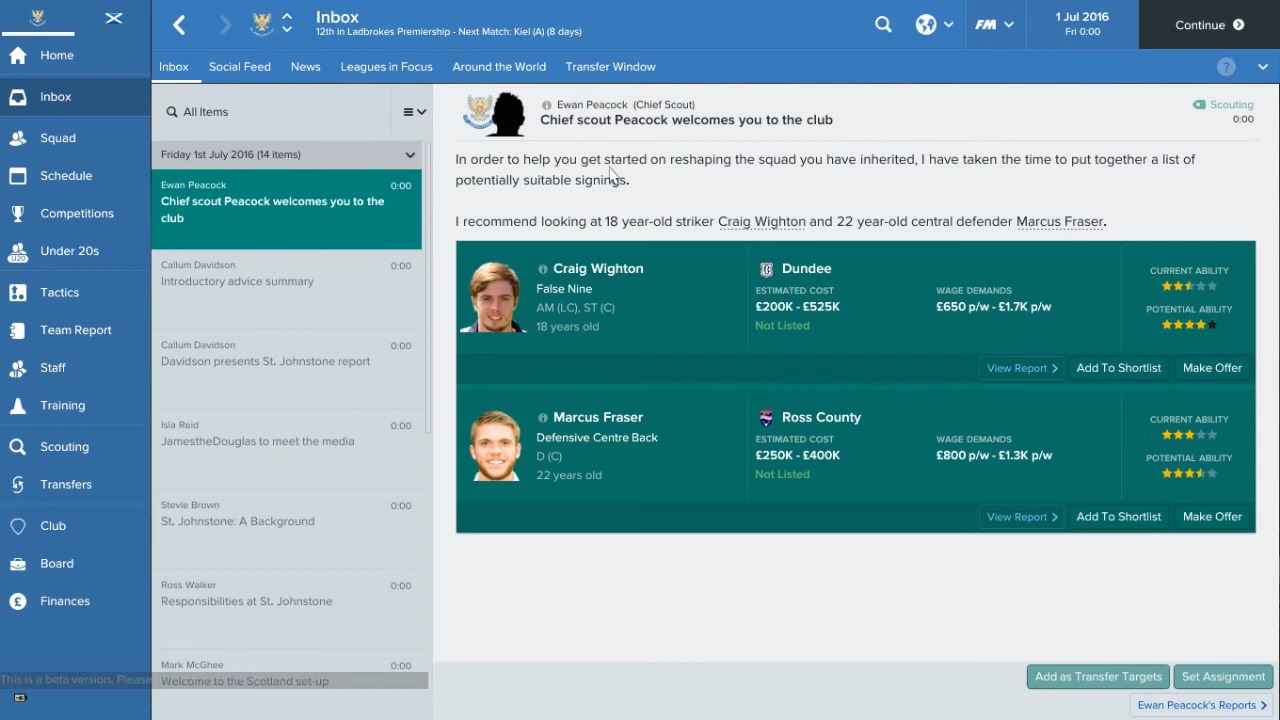 Inbox
12th in Ladbrokes Premiership - Next Match: Kiel (A) (8 days)
FM
1 Jul 2016
Fri 0:00
Continue
Home
Inbox
Squad
Schedule
Competitions
Under 20s
U20
Tactics
Team Report
Staff
Training
Scouting
Transfers
Club
Board
Finances
This is a beta version. Please
Inbox Social Feed News Leagues in Focus Around the World Transfer Window ?
All Items
Friday 1st July 2016 (14 items)
Ewan Peacock 0:00
Chief scout Peacock welcomes you to the
club
Callum Davidson 0:00
Introductory advice summary
Callum Davidson 0:00
Davidson presents St. Johnstone report
Isla Reid 0:00
JamestheDouglas to meet the media
Stevie Brown 0:00
St. Johnstone: A Background
Ross Walker 0:00
Responsibilities at St. Johnstone
Mark McGhee 0:00
Welcome to the Scotland set-up
Ewan Peacock (Chief Scout)
Chief scout Peacock welcomes you to the club
Scouting
0:00
In order to help you get started on reshaping the squad you have inherited, I have taken the time to put together a list of
potentially suitable signings.
I recommend looking at 18 year-old striker Craig Wighton and 22 year-old central defender Marcus Fraser.
Craig Wighton
False Nine
AM (LC), ST (C)
18 years old
Dundee
ESTIMATED COST
£200K - £525K
Not Listed
WAGE DEMANDS
£650 p/w - £1.7K p/w
CURRENT ABILITY
POTENTIAL ABILITY
View Report Add To Shortlist Make Offer
Marcus Fraser
Defensive Centre Back
D (C)
22 years old
Ross County
ESTIMATED COST
£250K - £400K
Not Listed
WAGE DEMANDS
£800 p/w - £1.3K p/w
CURRENT ABILITY
POTENTIAL ABILITY
View Report Add To Shortlist Make Offer
Add as Transfer Targets Set Assignment
Ewan Peacock's Reports